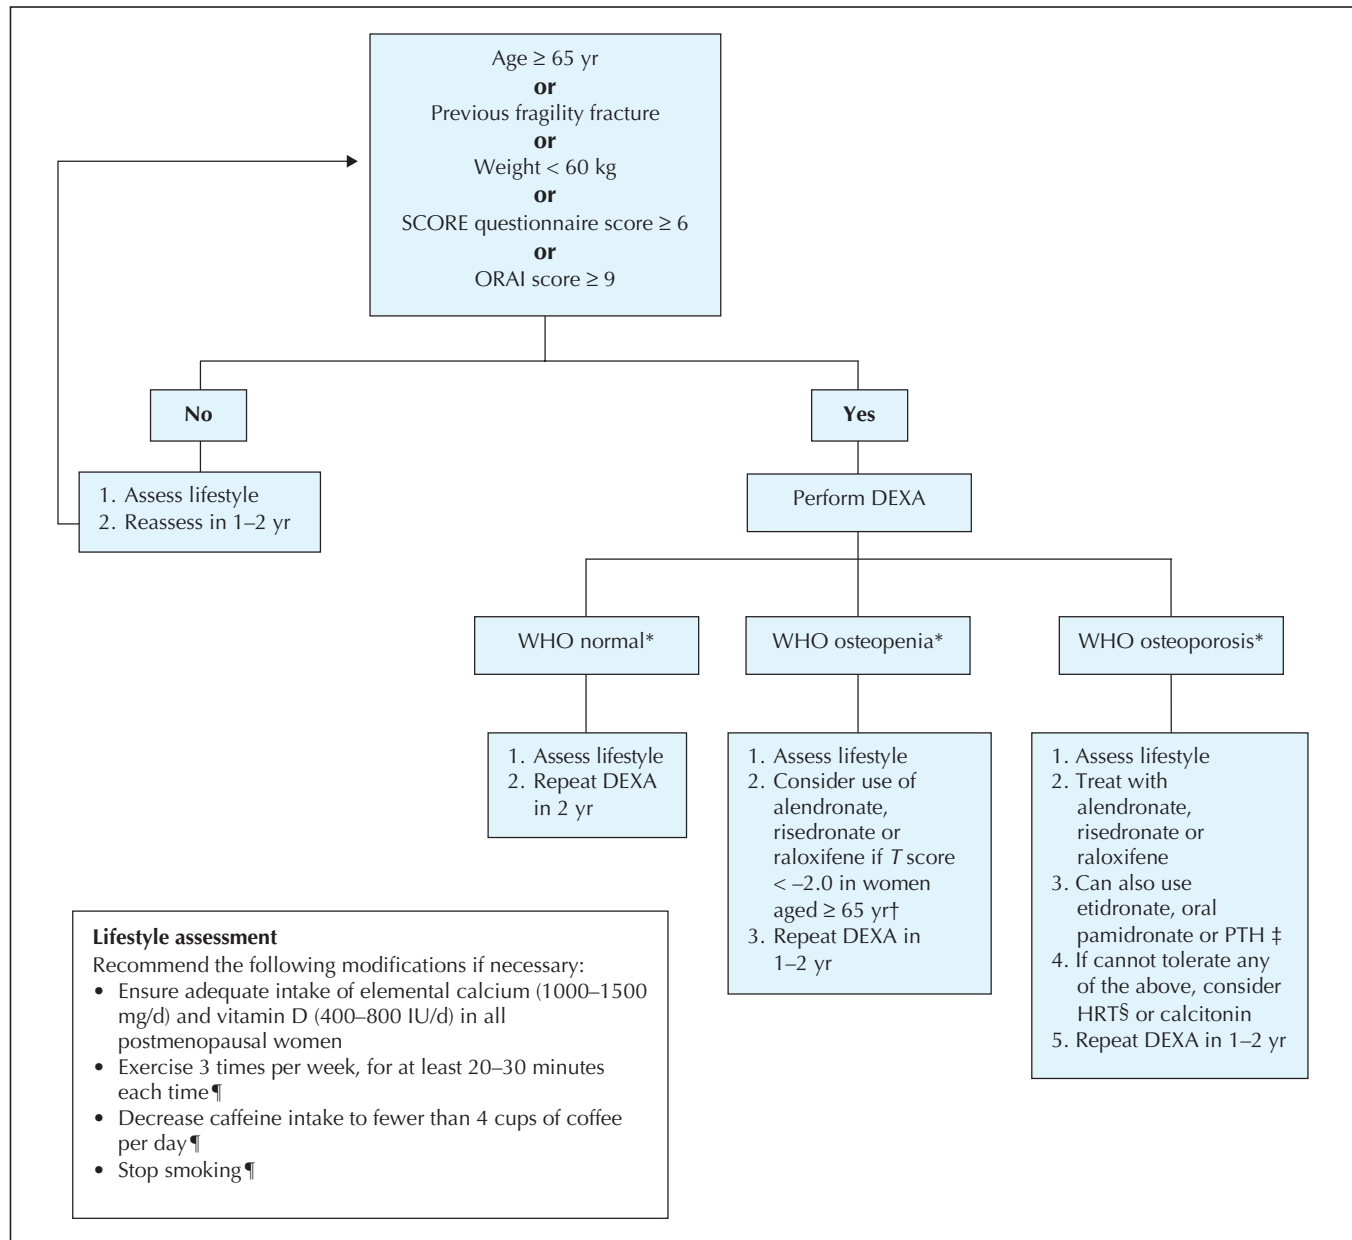 Age ≥ 65 yr
or
Previous fragility fracture
or
Weight < 60 kg
or
SCORE questionnaire score ≥ 6
or
ORAI score ≥ 9
No
Yes
1. Assess lifestyle
2. Reassess in 1–2 yr
Perform DEXA
WHO normal*
WHO osteopenia*
WHO osteoporosis*
1. Assess lifestyle
2. Repeat DEXA
in 2 yr
1. Assess lifestyle
2. Consider use of
alendronate,
risedronate or
raloxifene if T score
< –2.0 in women
aged ≥ 65 yr†
3. Repeat DEXA in
1–2 yr
1. Assess lifestyle
2. Treat with
alendronate,
risedronate or
raloxifene
3. Can also use
etidronate, oral
pamidronate or PTH ‡
4. If cannot tolerate any
of the above, consider
HRT§ or calcitonin
5. Repeat DEXA in 1–2 yr
Lifestyle assessment
Recommend the following modifications if necessary:
• Ensure adequate intake of elemental calcium (1000–1500
mg/d) and vitamin D (400–800 IU/d) in all
postmenopausal women
• Exercise 3 times per week, for at least 20–30 minutes
each time¶
• Decrease caffeine intake to fewer than 4 cups of coffee
per day¶
• Stop smoking¶